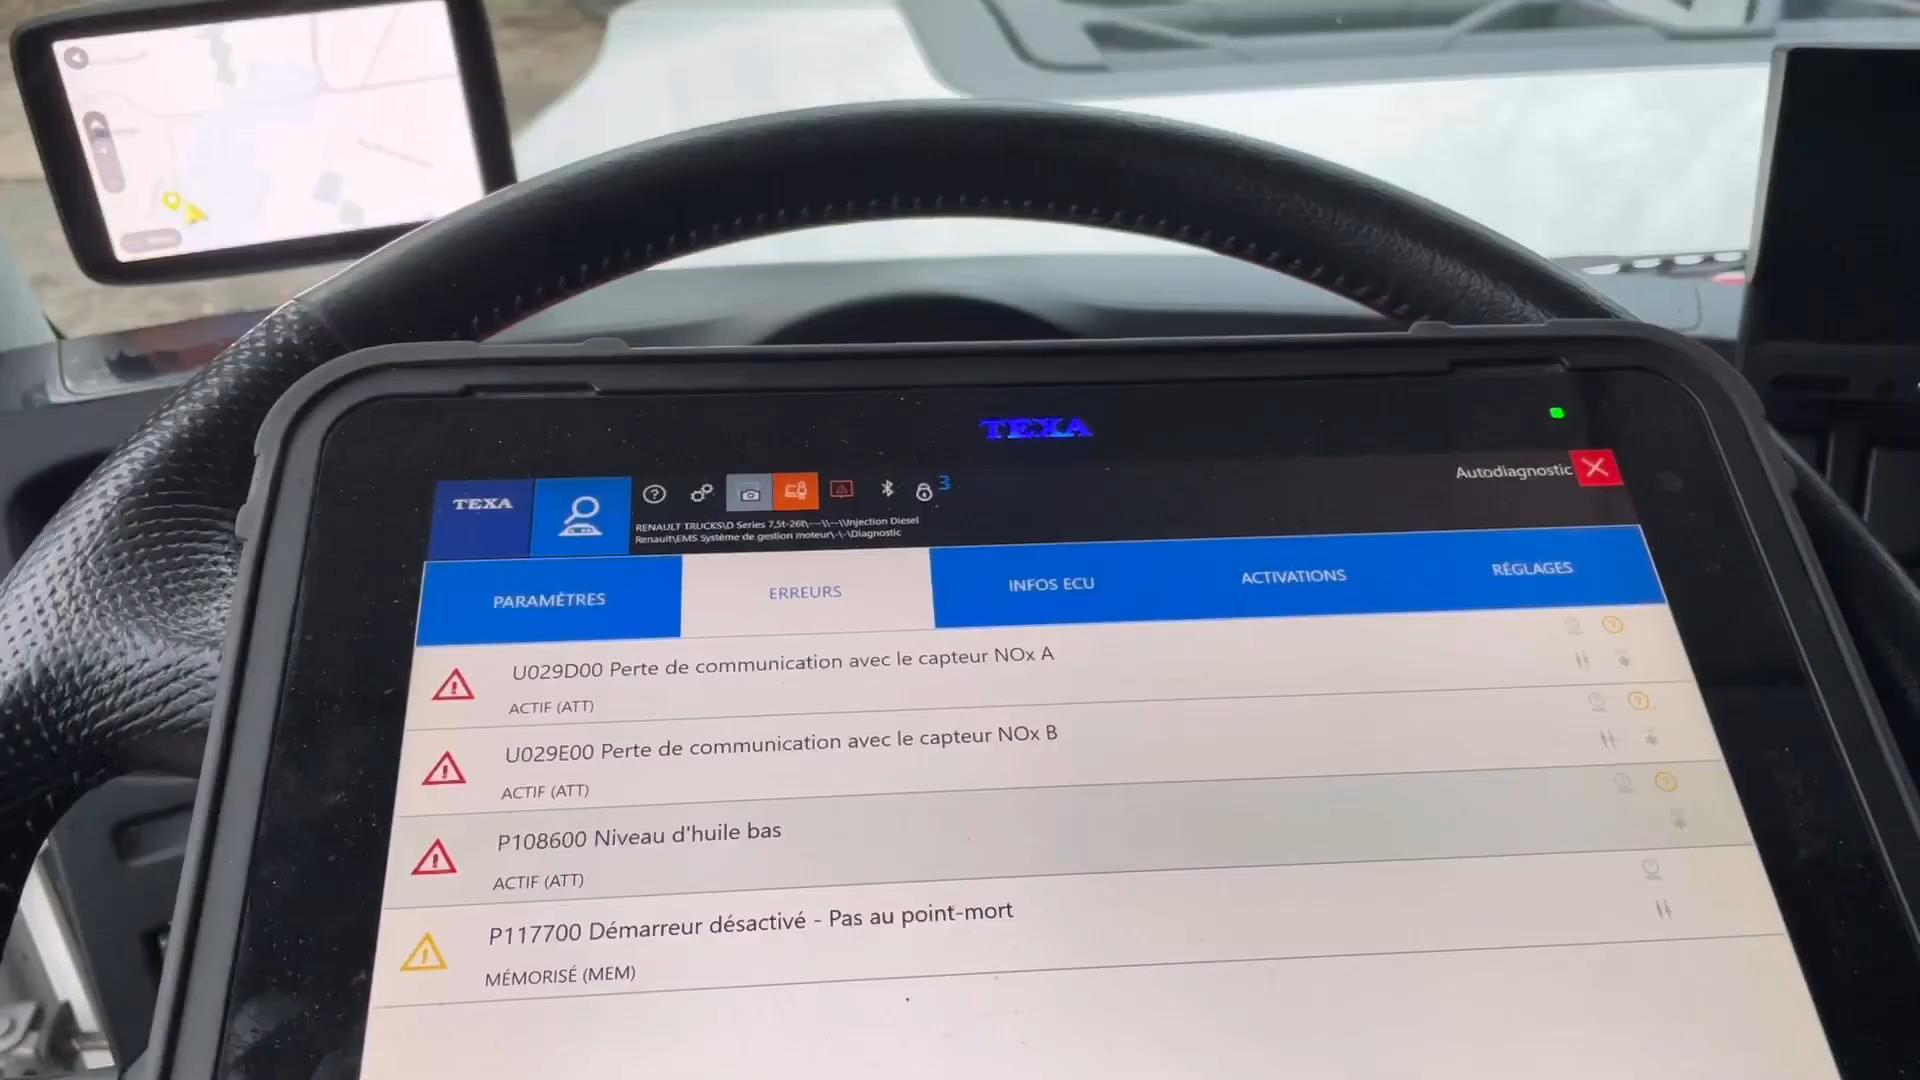 TEXA
Autodiagnostic
TEXA
3
RENAULT TRUCKS\D Series 7,5t-26t\---\\--\\Injection Diesel
Renault\EMS Système de gestion moteur\-\-\Diagnostic
PARAMÈTRES
ERREURS
INFOS ECU
ACTIVATIONS
RÉGLAGES
U029D00 Perte de communication avec le capteur NOx A
ACTIF (ATT)
U029E00 Perte de communication avec le capteur NOx B
ACTIF (ATT)
P108600 Niveau d'huile bas
ACTIF (ATT)
P117700 Démarreur désactivé - Pas au point-mort
MÉMORISÉ (MEM)